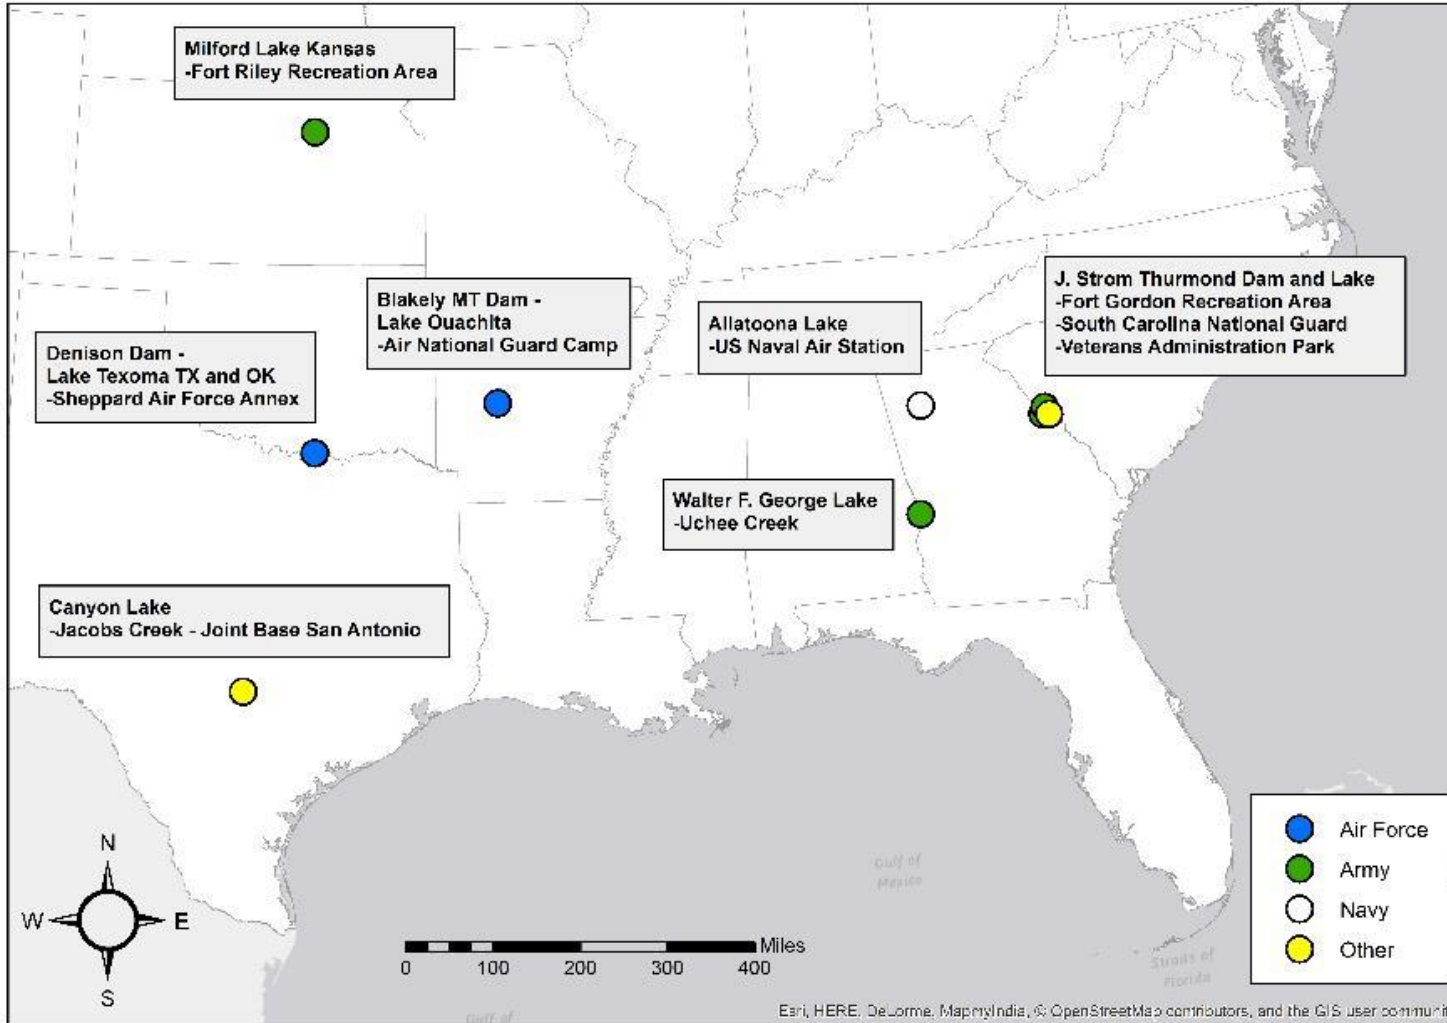 Milford Lake Kansas
-Fort Riley Recreation Area
Blakely MT Dam -
Lake Ouachita
-Air National Guard Camp
Denison Dam -
Lake Texoma TX and OK
-Sheppard Air Force Annex
Allatoona Lake
-US Naval Air Station
J. Strom Thurmond Dam and Lake
-Fort Gordon Recreation Area
-South Carolina National Guard
-Veterans Administration Park
Walter F. George Lake
-Uchee Creek
Canyon Lake
-Jacobs Creek - Joint Base San Antonio
Air Force
Army
Navy
Other
N
W E
S
Miles
0 100 200 300 400
Gulf of
Mexico
Straits of
Florida
Gulf of
Esri, HERE, DeLorme, MapmyIndia, © OpenStreetMap contributors, and the GIS user communi